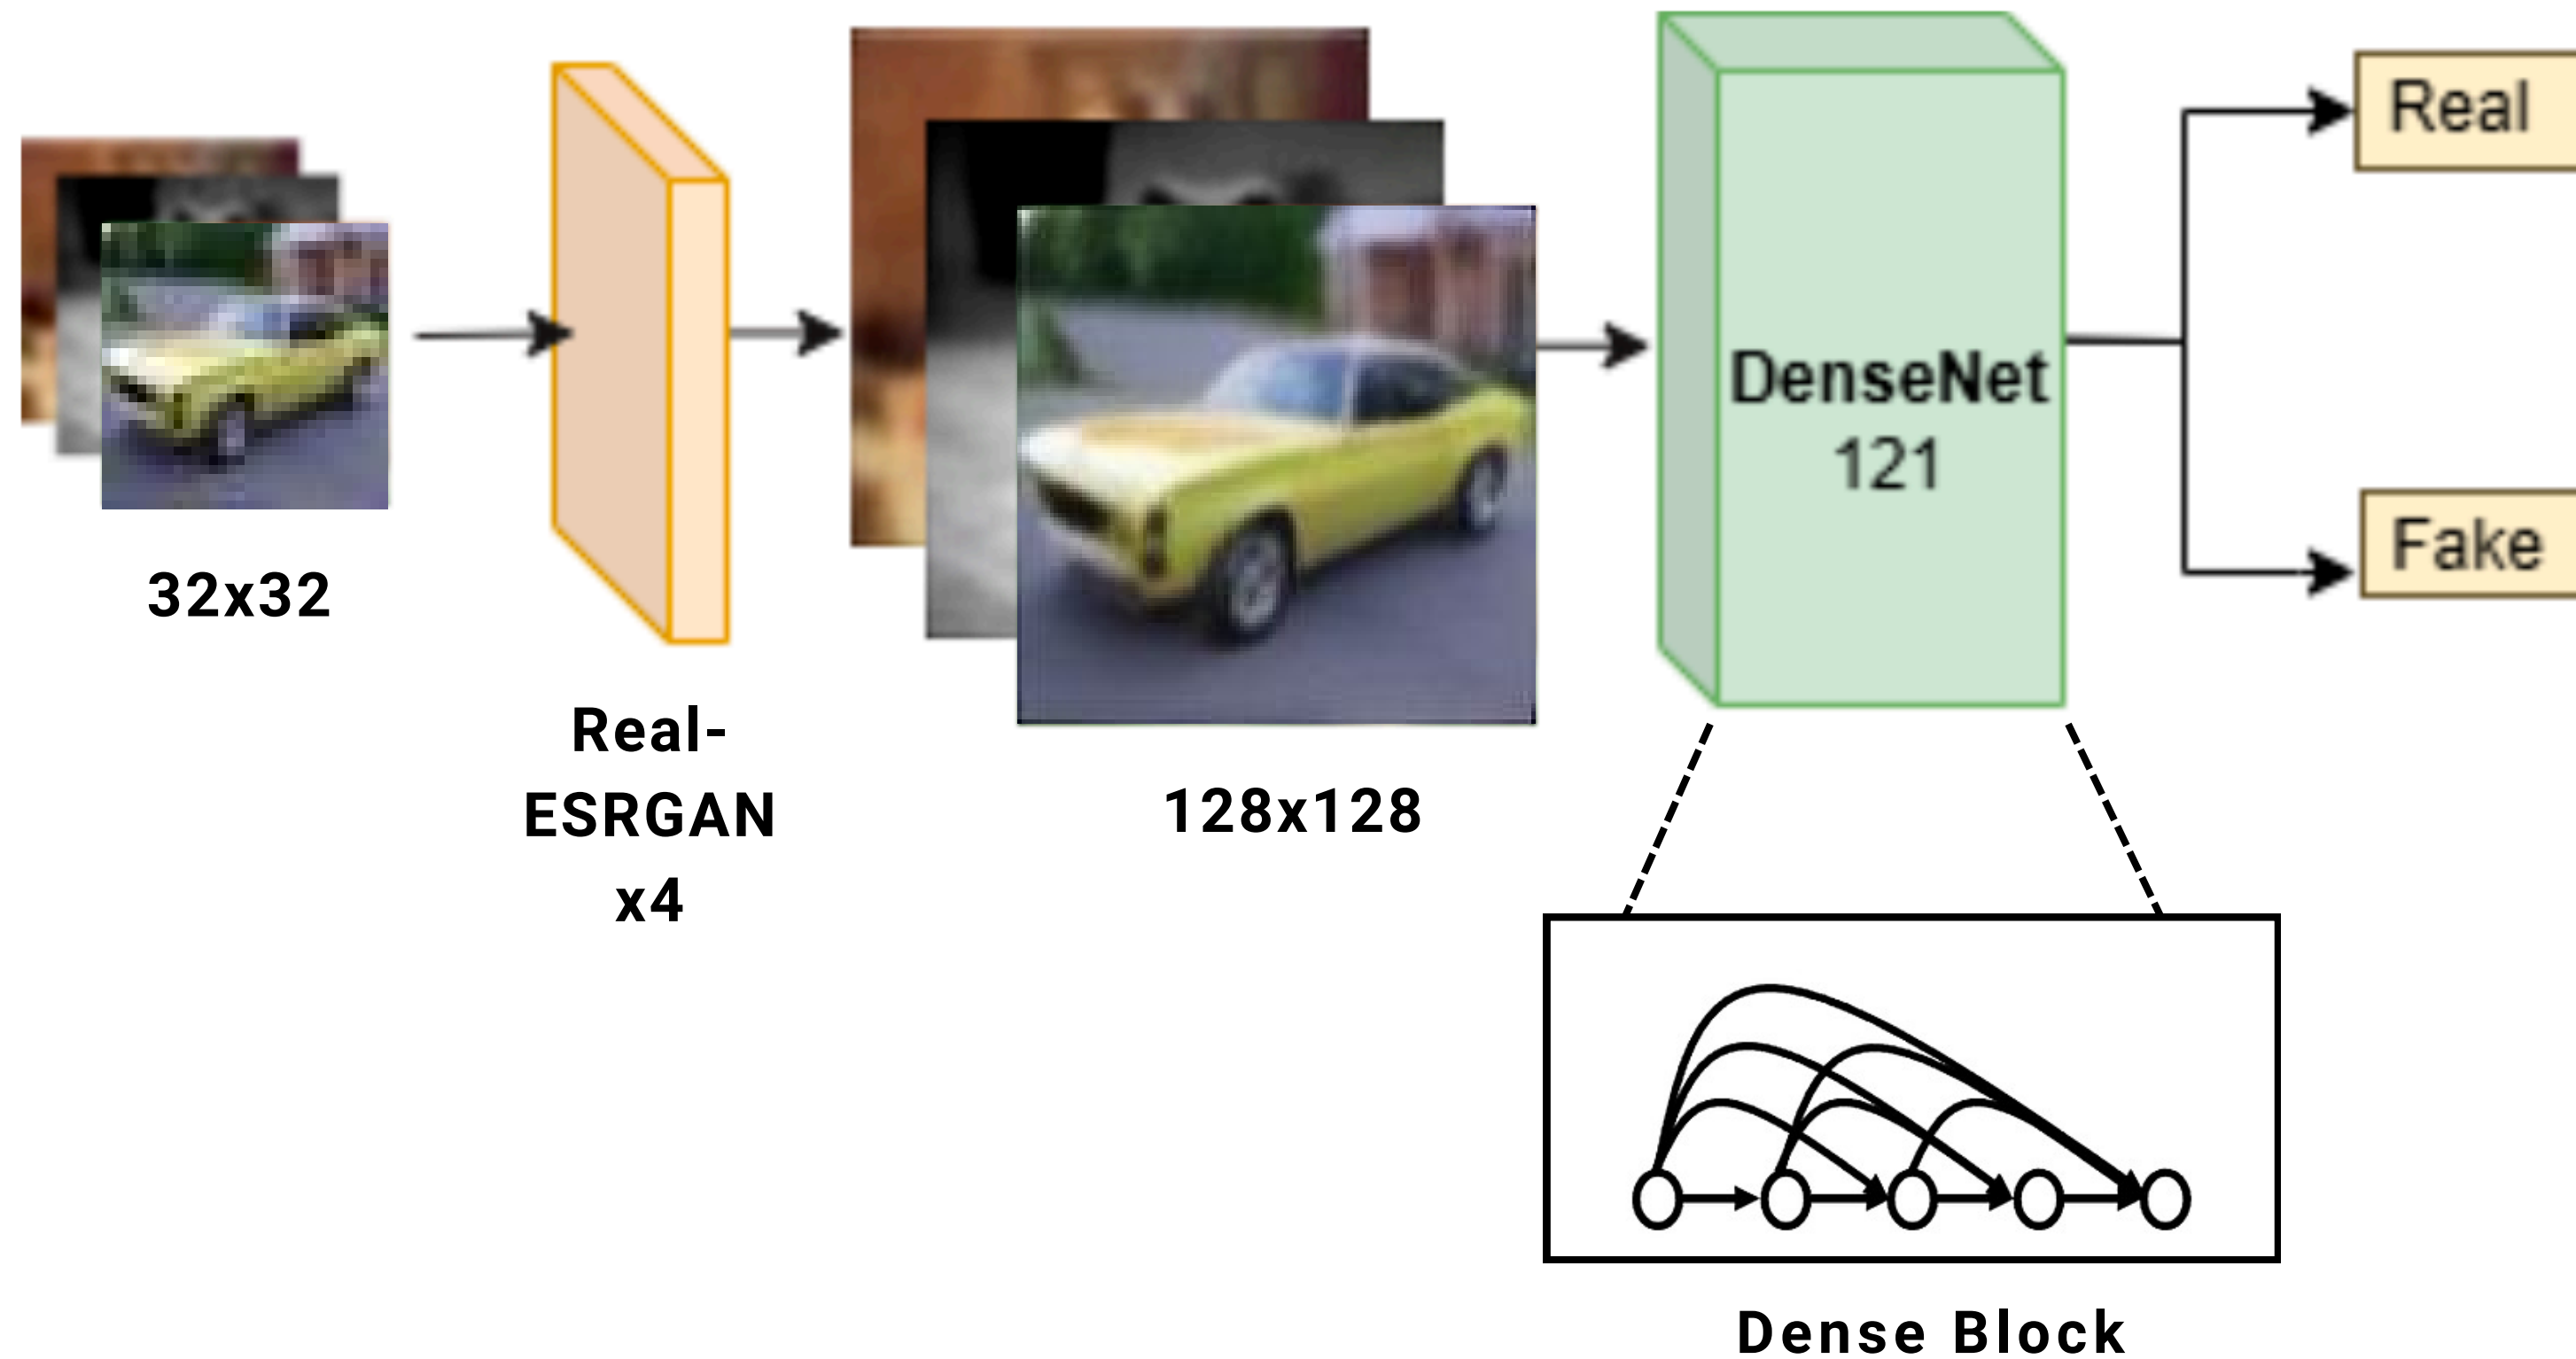 32x32
Real-
ESRGAN
x4
128x128
DenseNet
121
Real
Fake
Dense Block